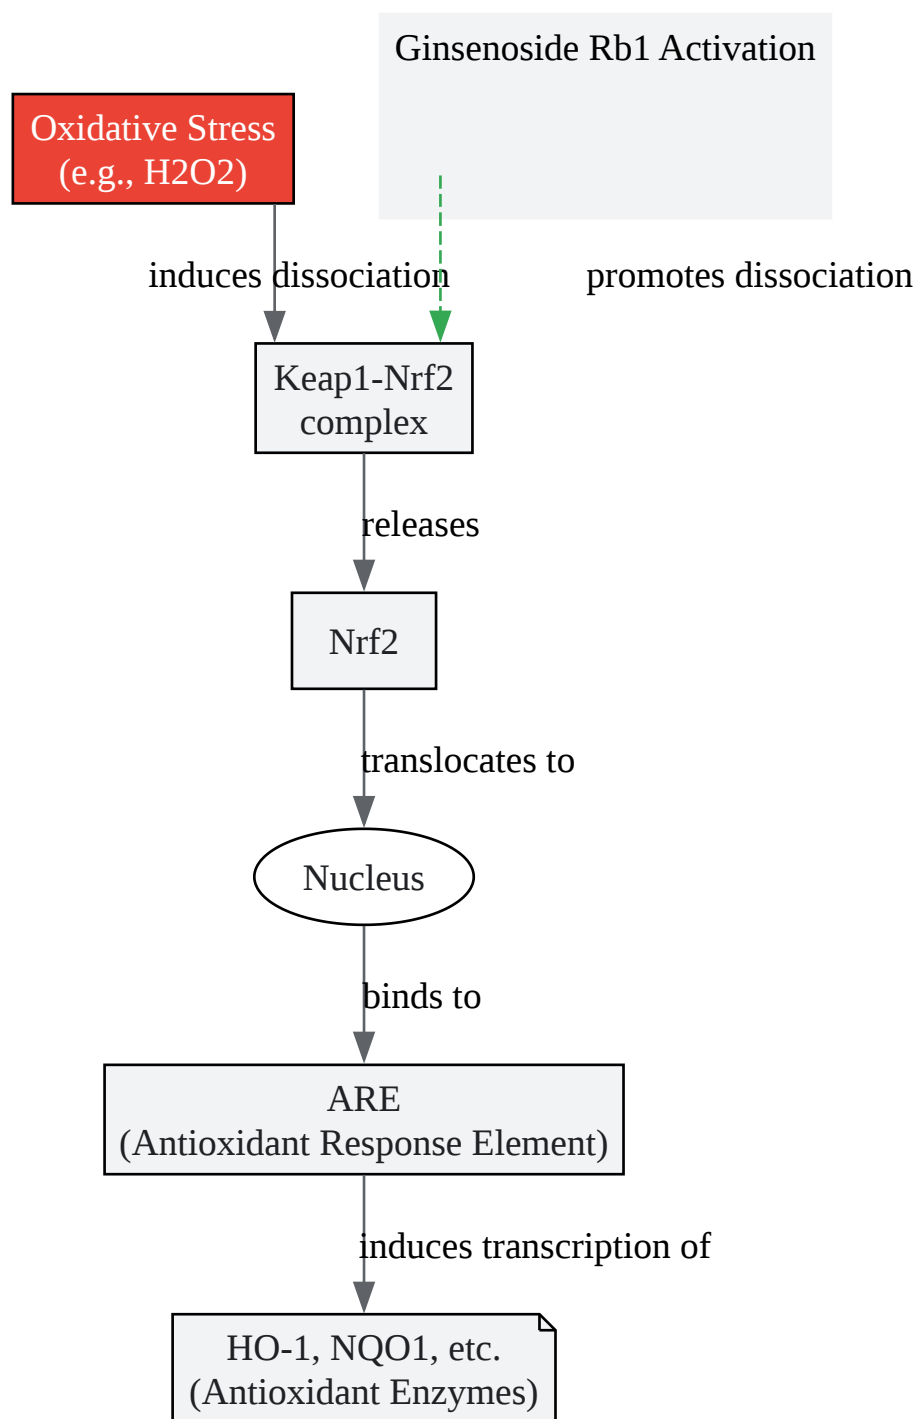 Ginsenoside Rb1 Activation
Oxidative Stress
(e.g., H2O2)
induces dissociation
promotes dissociation
Keap1-Nrf2
complex
releases
Nrf2
translocates to
Nucleus
binds to
ARE
(Antioxidant Response Element)
induces transcription of
HO-1, NQO1, etc.
(Antioxidant Enzymes)